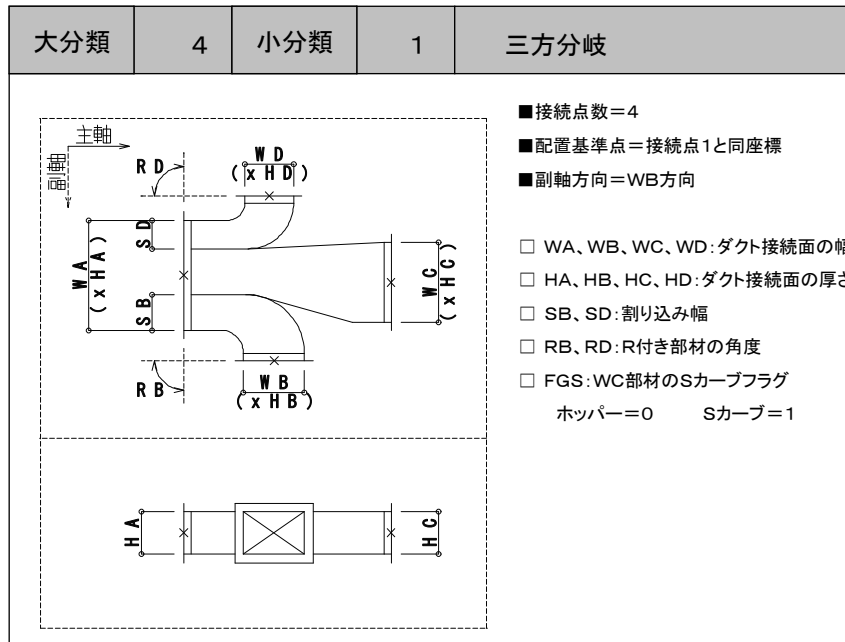 大分類 4 小分類 1 三方分岐
■接続点数=4
■配置基準点=接続点1と同座標
■副軸方向=WB方向
□ WA、WB、WC、WD:ダクト接続面の幅
□ HA、HB、HC、HD:ダクト接続面の厚さ
□ SB、SD:割り込み幅
□ RB、RD:R付き部材の角度
□ FGS:WC部材のSカーブフラグ
ホッパー=0 Sカーブ=1
主軸
副軸
RD
WD
(xHD)
SD
WA
(xHA)
SB
WC
(xHC)
RB
WB
(xHB)
HA
HC